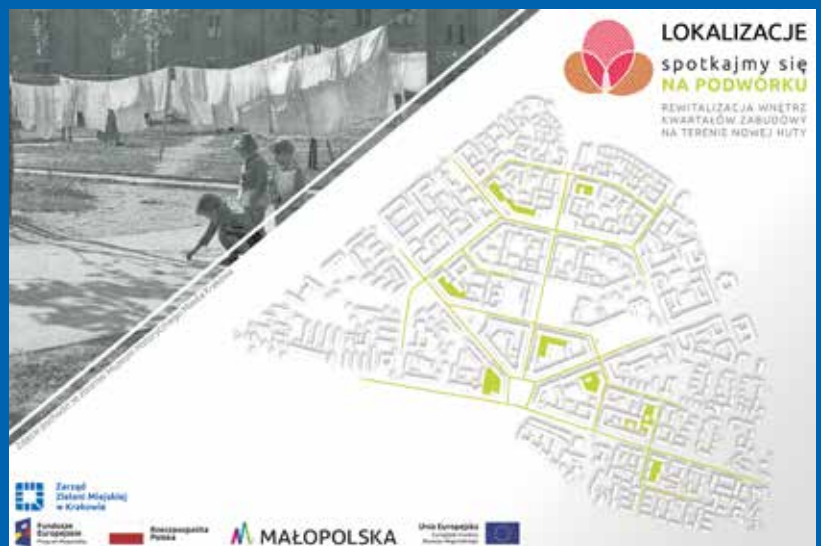 LOKALIZACJE
spotkajmy się
NA PODWÓRKU
REWITALIZACJA WNĘTRZ
KWARTAŁÓW ZABUDOWY
NA TERENIE NOWEJ HUTY
Zarząd
Zieleni Miejskiej
w Krakowie
Fundusze
Europejskie
Rzeczpospolita
Polska
MAŁOPOLSKA
Unia Europejska